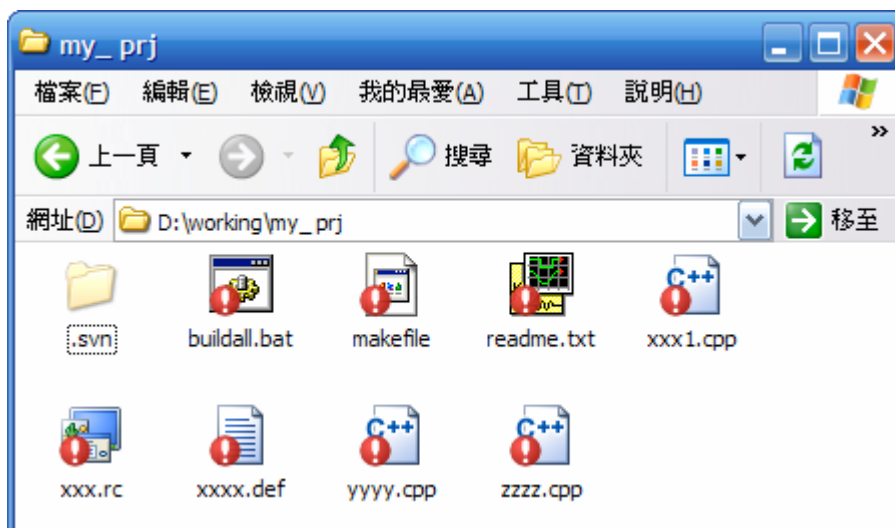 my_ prj
檔案(F) 編輯(E) 檢視(V) 我的最愛(A) 工具(T) 說明(H)
上一頁 搜尋 資料夾 »
網址(D) D:\working\my_ prj 移至
.svn buildall.bat makefile readme.txt xxx1.cpp
xxx.rc xxxx.def yyyy.cpp zzzz.cpp